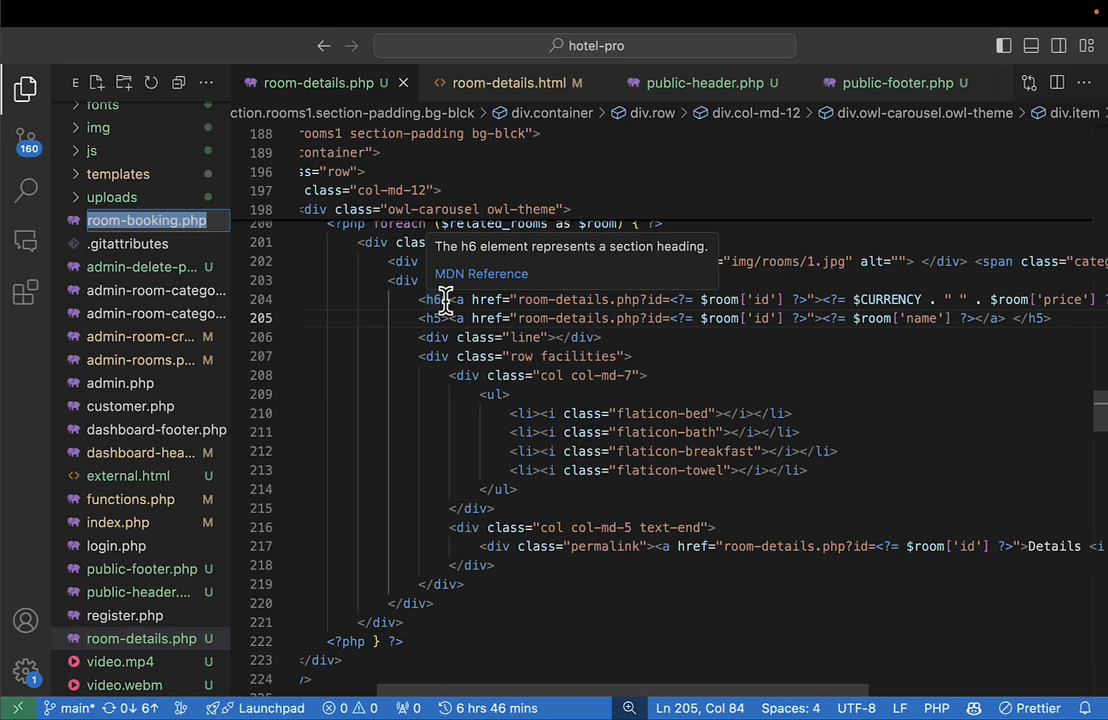 hotel-pro
E
room-details.php U
room-details.html M
public-header.php U
public-footer.php U
ction.rooms1.section-padding.bg-blck > div.container > div.row > div.col-md-12 > div.owl-carousel.owl-theme > div.item
160
1
fonts
img
js
templates
uploads
room-booking.php
.gitattributes
admin-delete-p... U
admin-room-catego...
admin-room-catego...
admin-room-cr... M
admin-rooms.p... M
admin.php
customer.php
dashboard-footer.php
dashboard-hea... M
external.html U
functions.php M
index.php M
login.php
public-footer.php U
public-header.... U
register.php
room-details.php U
video.mp4 U
video.webm U
188 rooms1 section-padding bg-blck">
189 container">
196 ss="row">
197 class="col-md-12">
198 <div class="owl-carousel owl-theme">
200 <?php foreach ($related_rooms as $room) { ?>
The h6 element represents a section heading.
MDN Reference
201 <div clas
202 <div ="img/rooms/1.jpg" alt=""> </div> <span class="categ
203 <div
204 <h6><a href="room-details.php?id=<?= $room['id'] ?>"><?= $CURRENCY . " " . $room['price'] ?
205 <h5><a href="room-details.php?id=<?= $room['id'] ?>"><?= $room['name'] ?></a> </h5>
206 <div class="line"></div>
207 <div class="row facilities">
208 <div class="col col-md-7">
209 <ul>
210 <li><i class="flaticon-bed"></i></li>
211 <li><i class="flaticon-bath"></i></li>
212 <li><i class="flaticon-breakfast"></i></li>
213 <li><i class="flaticon-towel"></i></li>
214 </ul>
215 </div>
216 <div class="col col-md-5 text-end">
217 <div class="permalink"><a href="room-details.php?id=<?= $room['id'] ?>">Details <i
218 </div>
219 </div>
220 </div>
221 </div>
222 <?php } ?>
223 </div>
224 />
main* 0↓ 6↑ Launchpad 0 0 0 6 hrs 46 mins Ln 205, Col 84 Spaces: 4 UTF-8 LF PHP Prettier